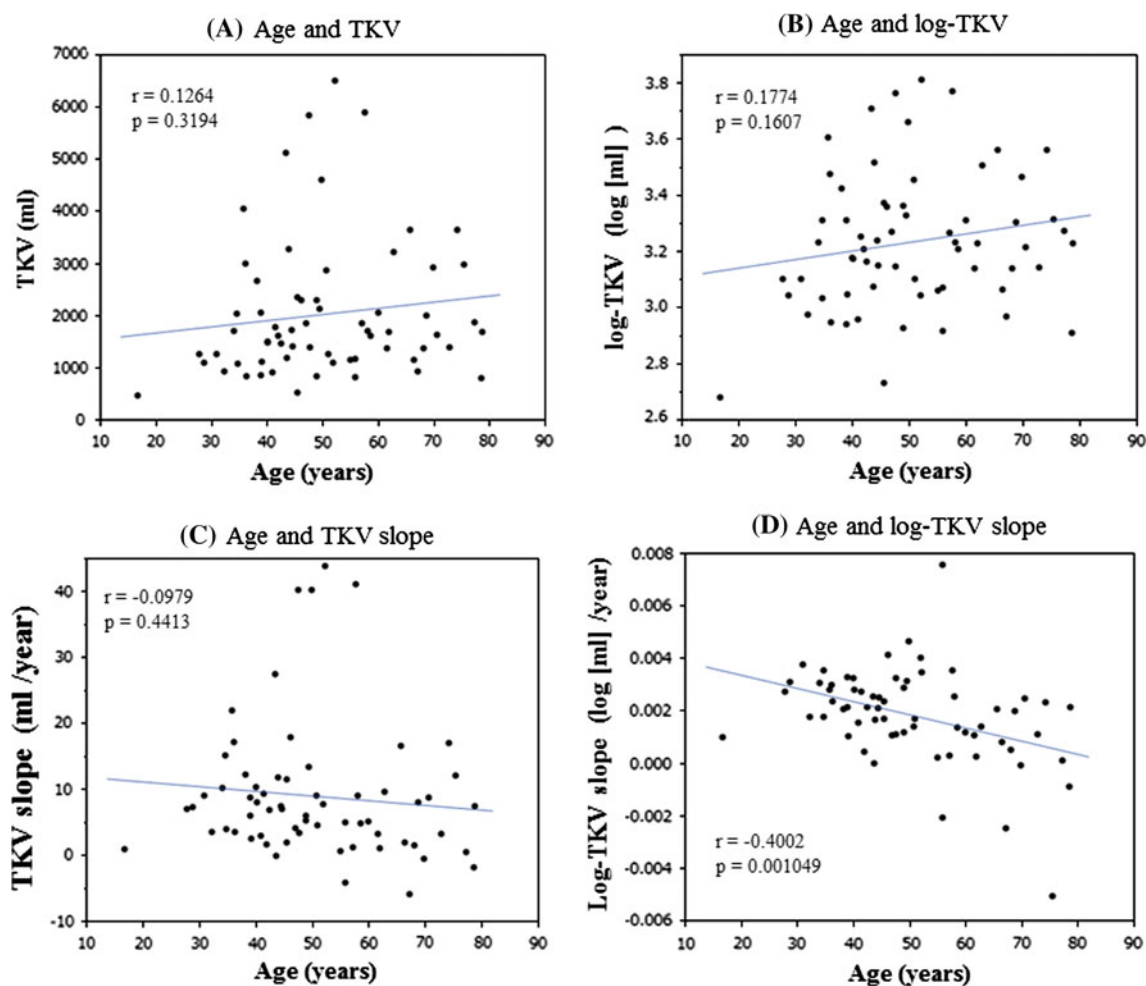 (A) Age and TKV
7000
6000
5000
4000
3000
2000
1000
0
TKV (ml)
r = 0.1264
p = 0.3194
10 20 30 40 50 60 70 80 90
Age (years)
(B) Age and log-TKV
3.8
3.6
3.4
3.2
3.0
2.8
2.6
log-TKV (log [ml] )
r = 0.1774
p = 0.1607
10 20 30 40 50 60 70 80 90
Age (years)
(C) Age and TKV slope
40
30
20
10
0
-10
TKV slope (ml /year)
r = -0.0979
p = 0.4413
10 20 30 40 50 60 70 80 90
Age (years)
(D) Age and log-TKV slope
0.008
0.006
0.004
0.002
0.000
-0.002
-0.004
-0.006
Log-TKV slope (log [ml] /year)
r = -0.4002
p = 0.001049
10 20 30 40 50 60 70 80 90
Age (years)